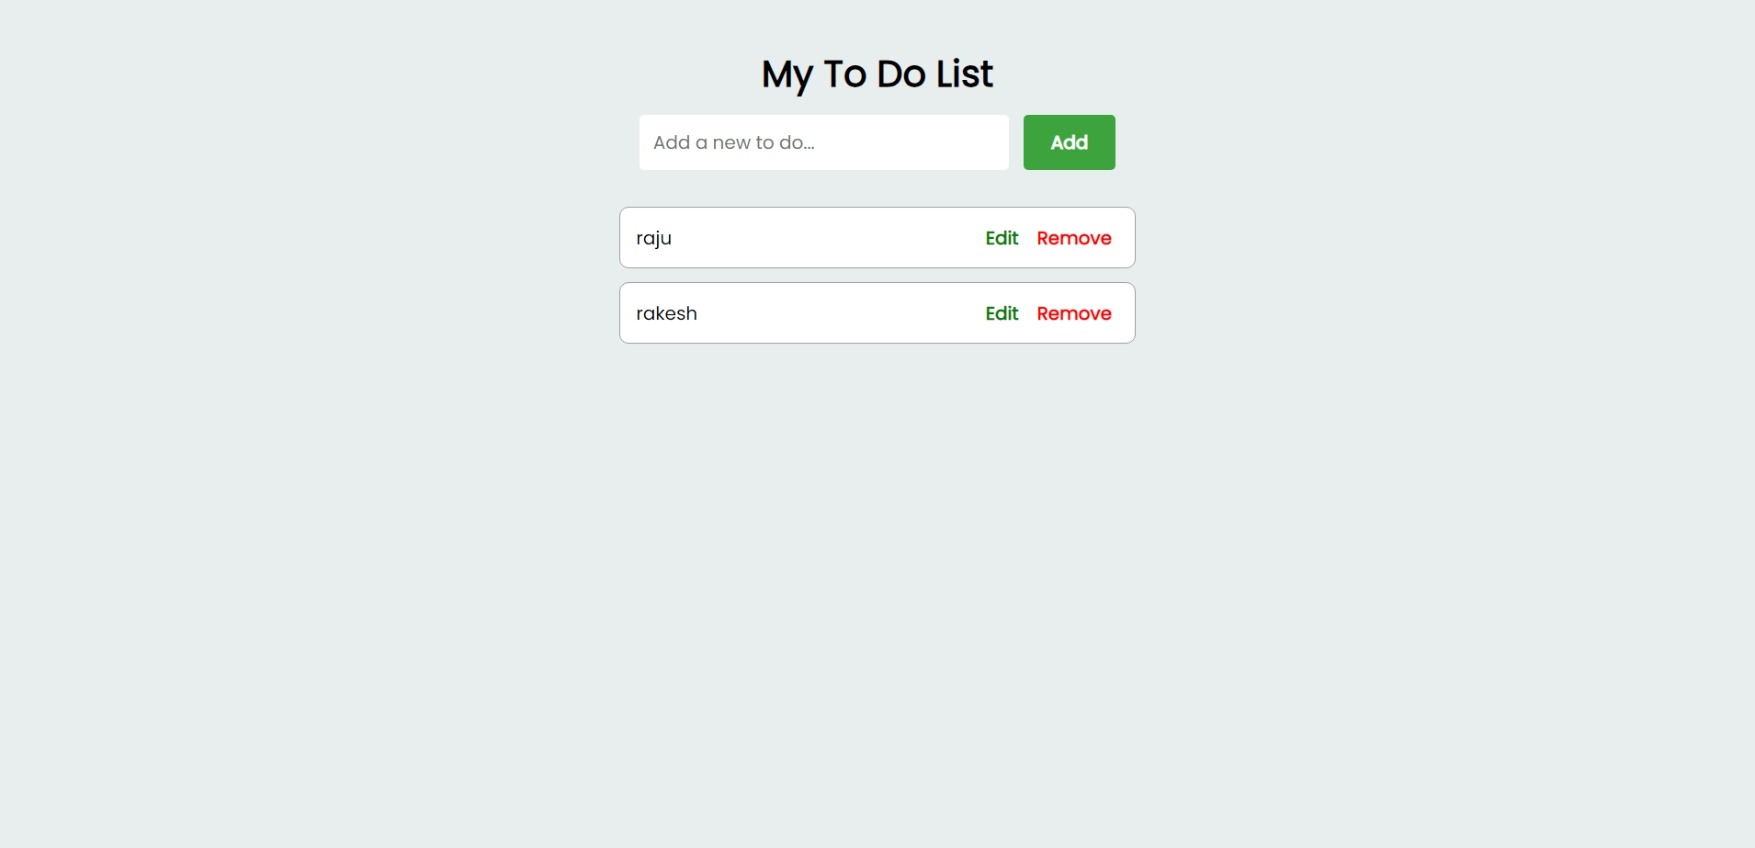 My To Do List
Add a new to do... Add
raju Edit Remove
rakesh Edit Remove